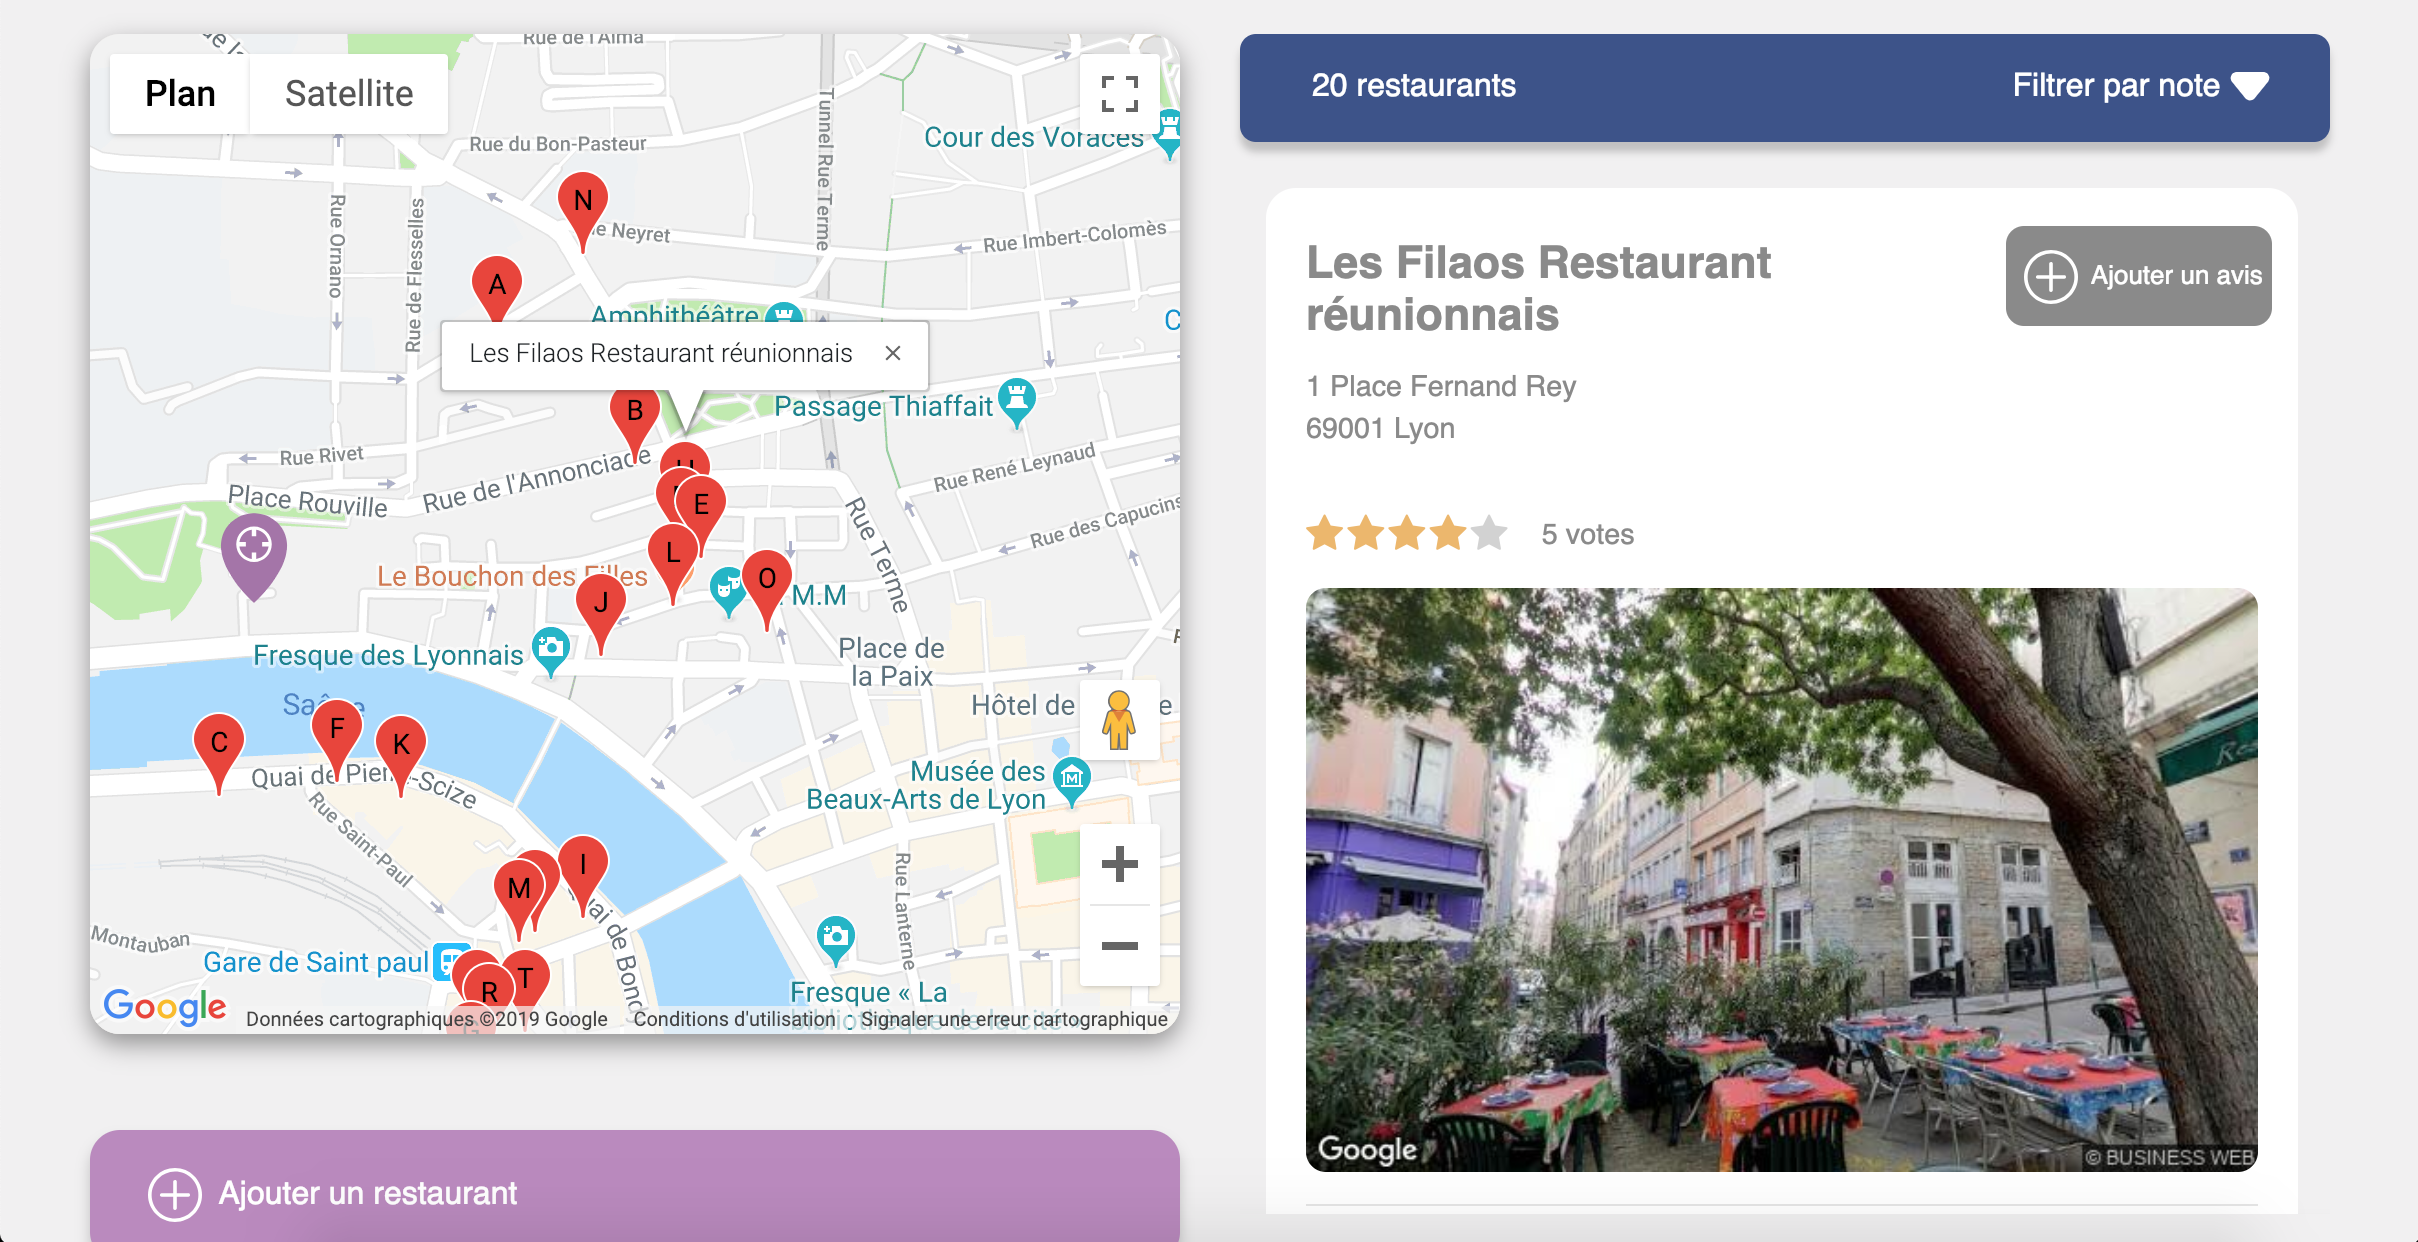 Rue de l'Alma
Plan
Satellite
Rue du Bon-Pasteur
Tunnel Rue Terme
Cour des Voraces
N
Neyret
Rue Imbert-Colomès
Rue Ornano
Rue de Flesselles
A
Amphithéâtre
C
Les Filaos Restaurant réunionnais
B
Passage Thiaffait
Rue Rivet
Rue de l'Annonciade
Place Rouville
Rue René Leynaud
E
Rue Terme
Rue des Capucins
L
Le Bouchon des Filles
O
M.M
J
Fresque des Lyonnais
Place de
la Paix
Saône
Hôtel de
C
F
K
Quai de Pierre-Scize
Rue Saint-Paul
Musée des
Beaux-Arts de Lyon
I
M
Quai de Bond
Rue Lanterne
Montauban
Gare de Saint paul
T
R
Fresque « La
bibliothèque de la cité »
Google
Données cartographiques ©2019 Google
Conditions d'utilisation
Signaler une erreur cartographique
Ajouter un restaurant
20 restaurants
Filtrer par note
Les Filaos Restaurant
réunionnais
Ajouter un avis
1 Place Fernand Rey
69001 Lyon
5 votes
Google
© BUSINESS WEB